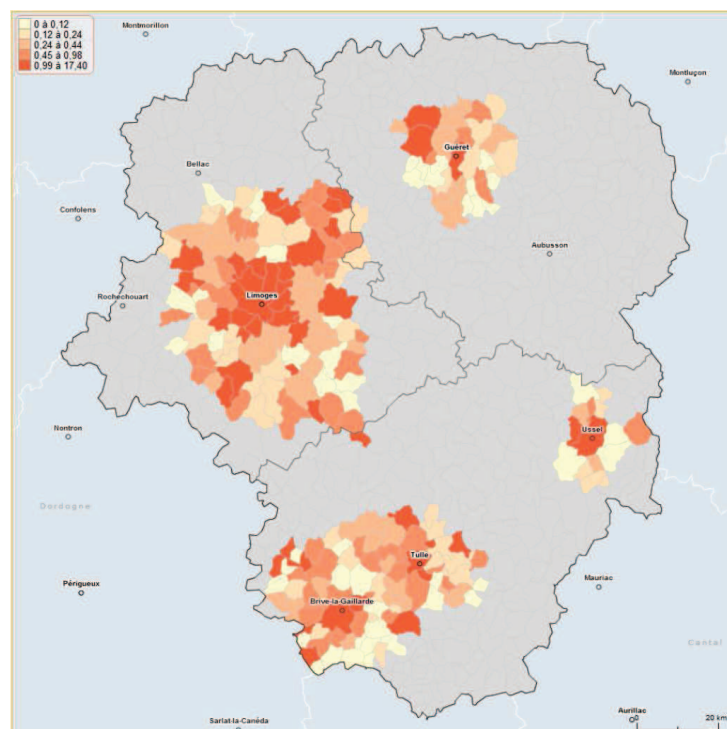 0 à 0,12
0,12 à 0,24
0,24 à 0,44
0,45 à 0,98
0,99 à 17,40
Montmorillon
Montluçon
Guéret
Bellac
Confolens
Aubusson
Rochechouart
Limoges
Nontron
Ussel
Dordogne
Tulle
Périgueux
Mauriac
Brive-la-Gaillarde
Cantal
Sarlat-la-Canéda
Aurillac
0 20 km